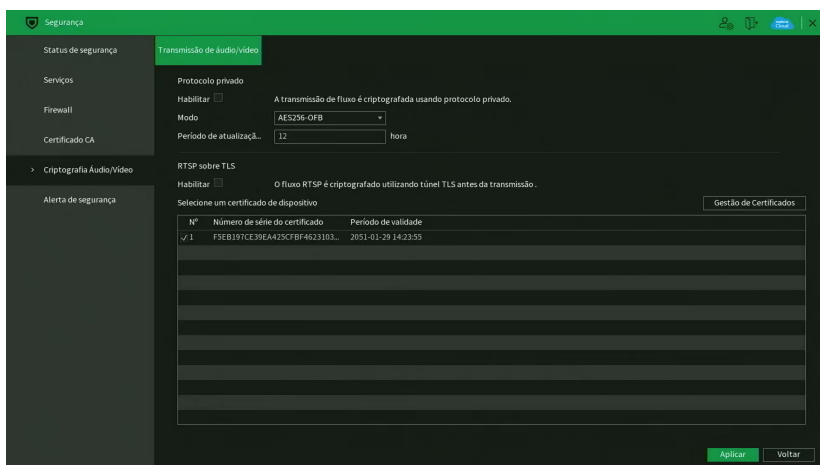 Segurança
Cloud
Status de segurança
Serviços
Firewall
Certificado CA
> Criptografia Áudio/Vídeo
Alerta de segurança
Transmissão de áudio/vídeo
Protocolo privado
Habilitar A transmissão de fluxo é criptografada usando protocolo privado.
Modo AES256-OFB
Período de atualizaçã... 12 hora
RTSP sobre TLS
Habilitar O fluxo RTSP é criptografado utilizando túnel TLS antes da transmissão .
Selecione um certificado de dispositivo Gestão de Certificados
Nº Número de série do certificado Período de validade
1 F5EB197CE39EA425CFBF4623103... 2051-01-29 14:23:55
Aplicar Voltar